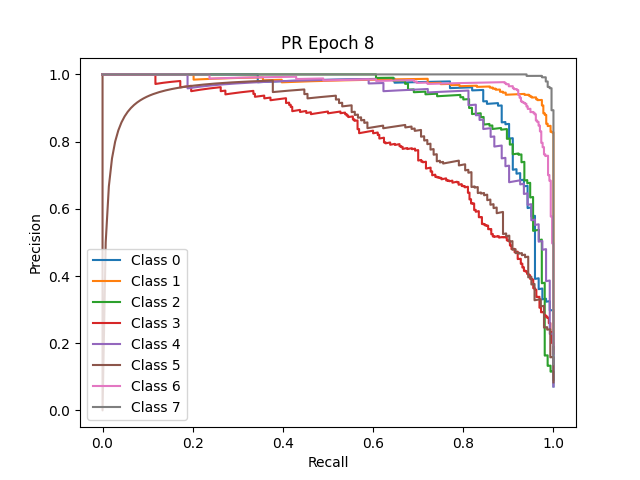 PR Epoch 8
Precision
1.0
0.8
0.6
0.4
0.2
0.0
Class 0
Class 1
Class 2
Class 3
Class 4
Class 5
Class 6
Class 7
0.0 0.2 0.4 0.6 0.8 1.0
Recall